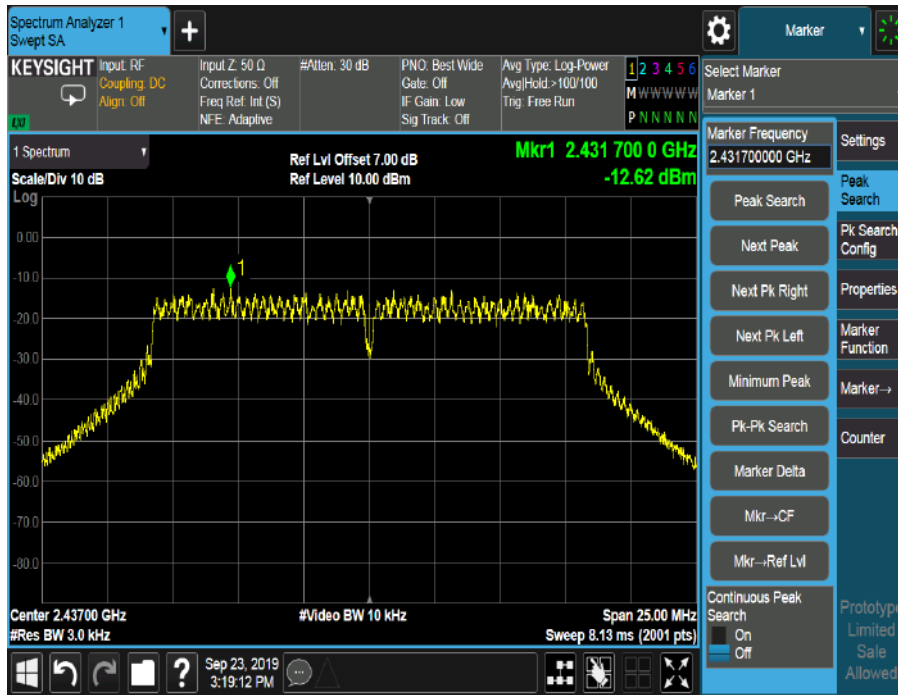 Spectrum Analyzer 1
Swept SA
Marker
KEYSIGHT
Input: RF
Coupling: DC
Align: Off
Input Z: 50 Ω
Corrections: Off
Freq Ref: Int (S)
NFE: Adaptive
#Atten: 30 dB
PNO: Best Wide
Gate: Off
IF Gain: Low
Sig Track: Off
Avg Type: Log-Power
Avg|Hold:>100/100
Trig: Free Run
1 2 3 4 5 6
M W W W W W
P N N N N N
LXI
Select Marker
Marker 1
1 Spectrum
Scale/Div 10 dB
Ref Lvl Offset 7.00 dB
Ref Level 10.00 dBm
Mkr1 2.431 700 0 GHz
-12.62 dBm
Log
0.00
-10.0
-20.0
-30.0
-40.0
-50.0
-60.0
-70.0
-80.0
1
Center 2.43700 GHz
#Res BW 3.0 kHz
#Video BW 10 kHz
Span 25.00 MHz
Sweep 8.13 ms (2001 pts)
Marker Frequency
2.431700000 GHz
Peak Search
Next Peak
Next Pk Right
Next Pk Left
Minimum Peak
Pk-Pk Search
Marker Delta
Mkr→CF
Mkr→Ref Lvl
Continuous Peak
Search
On
Off
Settings
Peak
Search
Pk Search
Config
Properties
Marker
Function
Marker→
Counter
Prototype
Limited
Sale
Allowed
?
Sep 23, 2019
3:19:12 PM